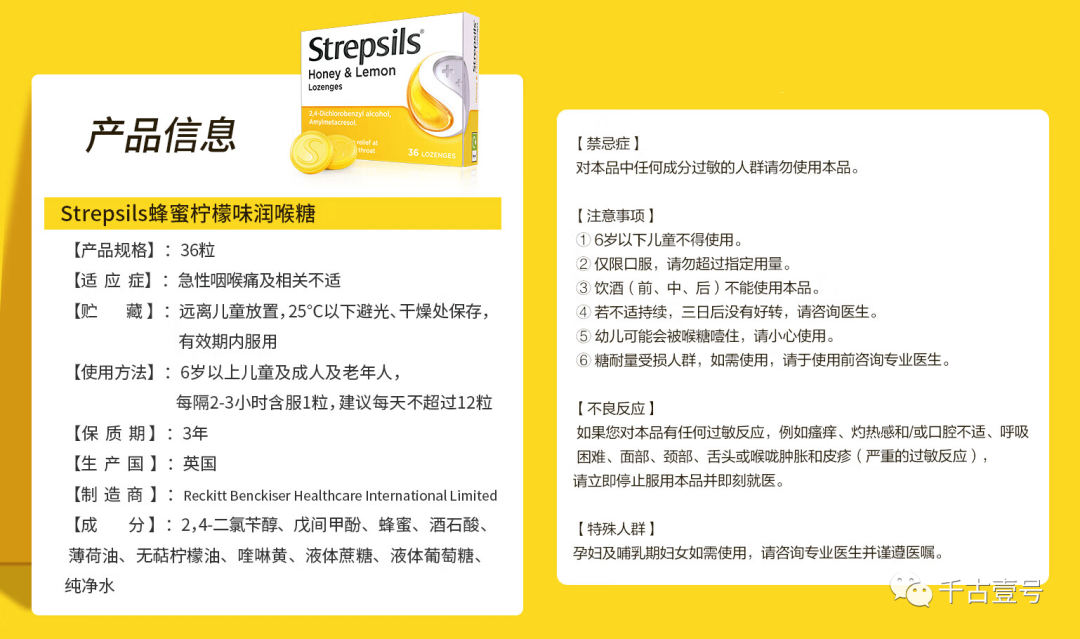 Strepsils
Honey & Lemon
Lozenges
2,4-Dichlorobenzyl alcohol,
Amylmetacresol.
relief at
throat
36 LOZENGES
Strepsils
产品信息
Strepsils蜂蜜柠檬味润喉糖
【产品规格】：36粒
【适 应 症】：急性咽喉痛及相关不适
【贮 藏】：远离儿童放置，25°C以下避光、干燥处保存，
有效期内服用
【使用方法】：6岁以上儿童及成人及老年人，
每隔2-3小时含服1粒，建议每天不超过12粒
【保 质 期】：3年
【生 产 国】：英国
【制 造 商】：Reckitt Benckiser Healthcare International Limited
【成 分】：2,4-二氯苄醇、戊间甲酚、蜂蜜、酒石酸、
薄荷油、无萜柠檬油、喹啉黄、液体蔗糖、液体葡萄糖、
纯净水
【禁忌症】
对本品中任何成分过敏的人群请勿使用本品。
【注意事项】
① 6岁以下儿童不得使用。
② 仅限口服，请勿超过指定用量。
③ 饮酒（前、中、后）不能使用本品。
④ 若不适持续，三日后没有好转，请咨询医生。
⑤ 幼儿可能会被喉糖噎住，请小心使用。
⑥ 糖耐量受损人群，如需使用，请于使用前咨询专业医生。
【不良反应】
如果您对本品有任何过敏反应，例如瘙痒、灼热感和/或口腔不适、呼吸
困难、面部、颈部、舌头或喉咙肿胀和皮疹（严重的过敏反应），
请立即停止服用本品并即刻就医。
【特殊人群】
孕妇及哺乳期妇女如需使用，请咨询专业医生并谨遵医嘱。
千古壹号